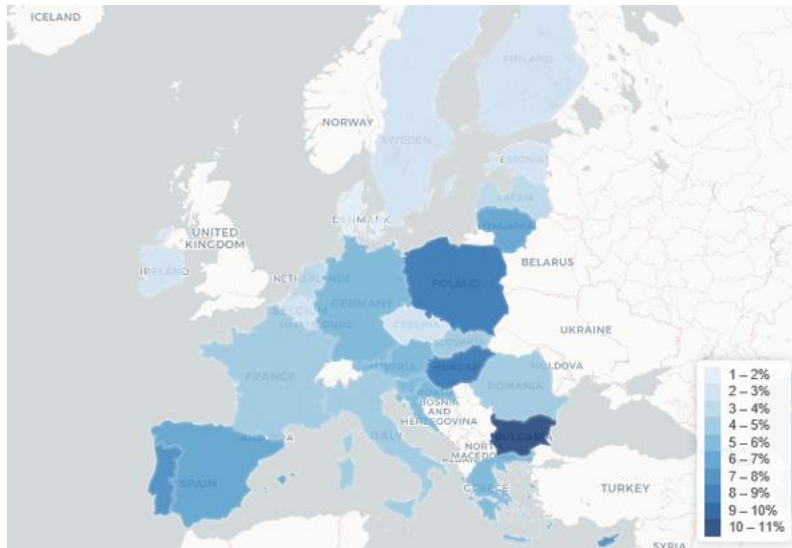 ICELAND
FINLAND
NORWAY
SWEDEN
ESTONIA
LATVIA
DENMARK
LITHUANIA
UNITED
KINGDOM
IRELAND
NETHERLANDS
BELARUS
POLAND
GERMANY
BELGIUM
LUXEMBOURG
CZECHIA
UKRAINE
SLOVAKIA
AUSTRIA
HUNGARY
MOLDOVA
FRANCE
ROMANIA
CROATIA
BOSNIA
AND
HERZEGOVINA
ITALY
BULGARIA
ANDORRA
NORTH
MACEDONIA
ALBANIA
SPAIN
GREECE
TURKEY
SYRIA
1 – 2%
2 – 3%
3 – 4%
4 – 5%
5 – 6%
6 – 7%
7 – 8%
8 – 9%
9 – 10%
10 – 11%